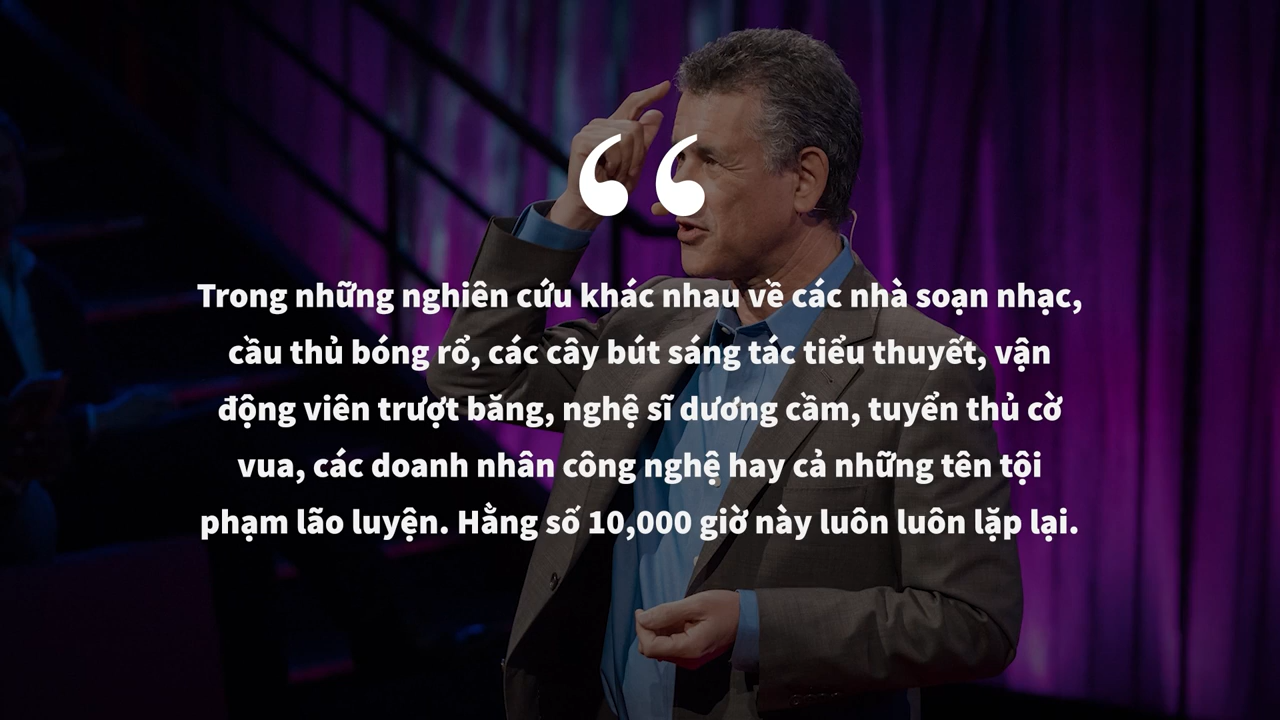 “
Trong những nghiên cứu khác nhau về các nhà soạn nhạc,
cầu thủ bóng rổ, các cây bút sáng tác tiểu thuyết, vận
động viên trượt băng, nghệ sĩ dương cầm, tuyển thủ cờ
vua, các doanh nhân công nghệ hay cả những tên tội
phạm lão luyện. Hằng số 10,000 giờ này luôn luôn lặp lại.